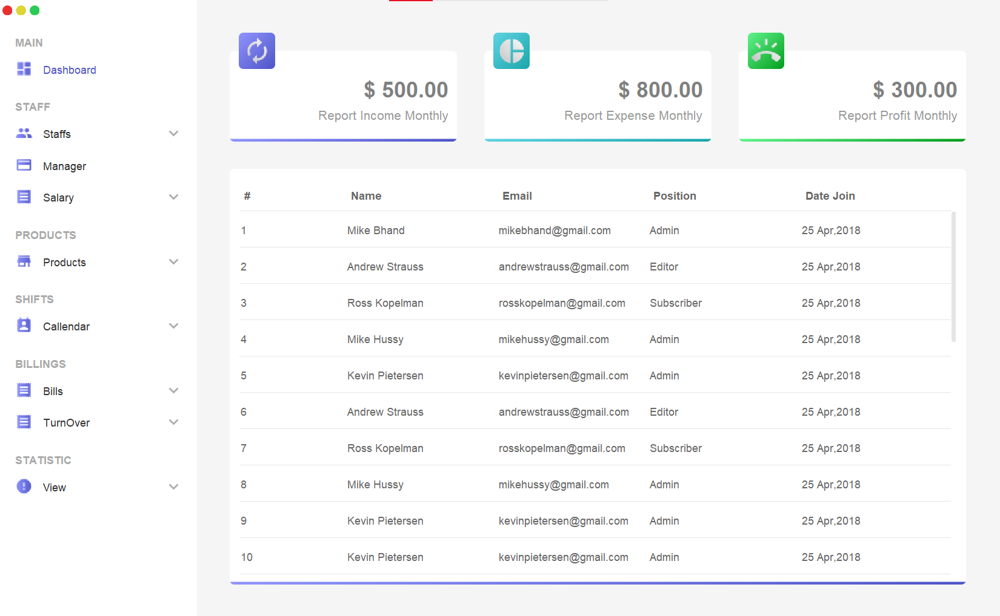 MAIN
Dashboard
STAFF
Staffs
Manager
Salary
PRODUCTS
Products
SHIFTS
Callendar
BILLINGS
Bills
TurnOver
STATISTIC
View
$ 500.00
Report Income Monthly
$ 800.00
Report Expense Monthly
$ 300.00
Report Profit Monthly
# Name Email Position Date Join
1 Mike Bhand mikebhand@gmail.com Admin 25 Apr,2018
2 Andrew Strauss andrewstrauss@gmail.com Editor 25 Apr,2018
3 Ross Kopelman rosskopelman@gmail.com Subscriber 25 Apr,2018
4 Mike Hussy mikehussy@gmail.com Admin 25 Apr,2018
5 Kevin Pietersen kevinpietersen@gmail.com Admin 25 Apr,2018
6 Andrew Strauss andrewstrauss@gmail.com Editor 25 Apr,2018
7 Ross Kopelman rosskopelman@gmail.com Subscriber 25 Apr,2018
8 Mike Hussy mikehussy@gmail.com Admin 25 Apr,2018
9 Kevin Pietersen kevinpietersen@gmail.com Admin 25 Apr,2018
10 Kevin Pietersen kevinpietersen@gmail.com Admin 25 Apr,2018